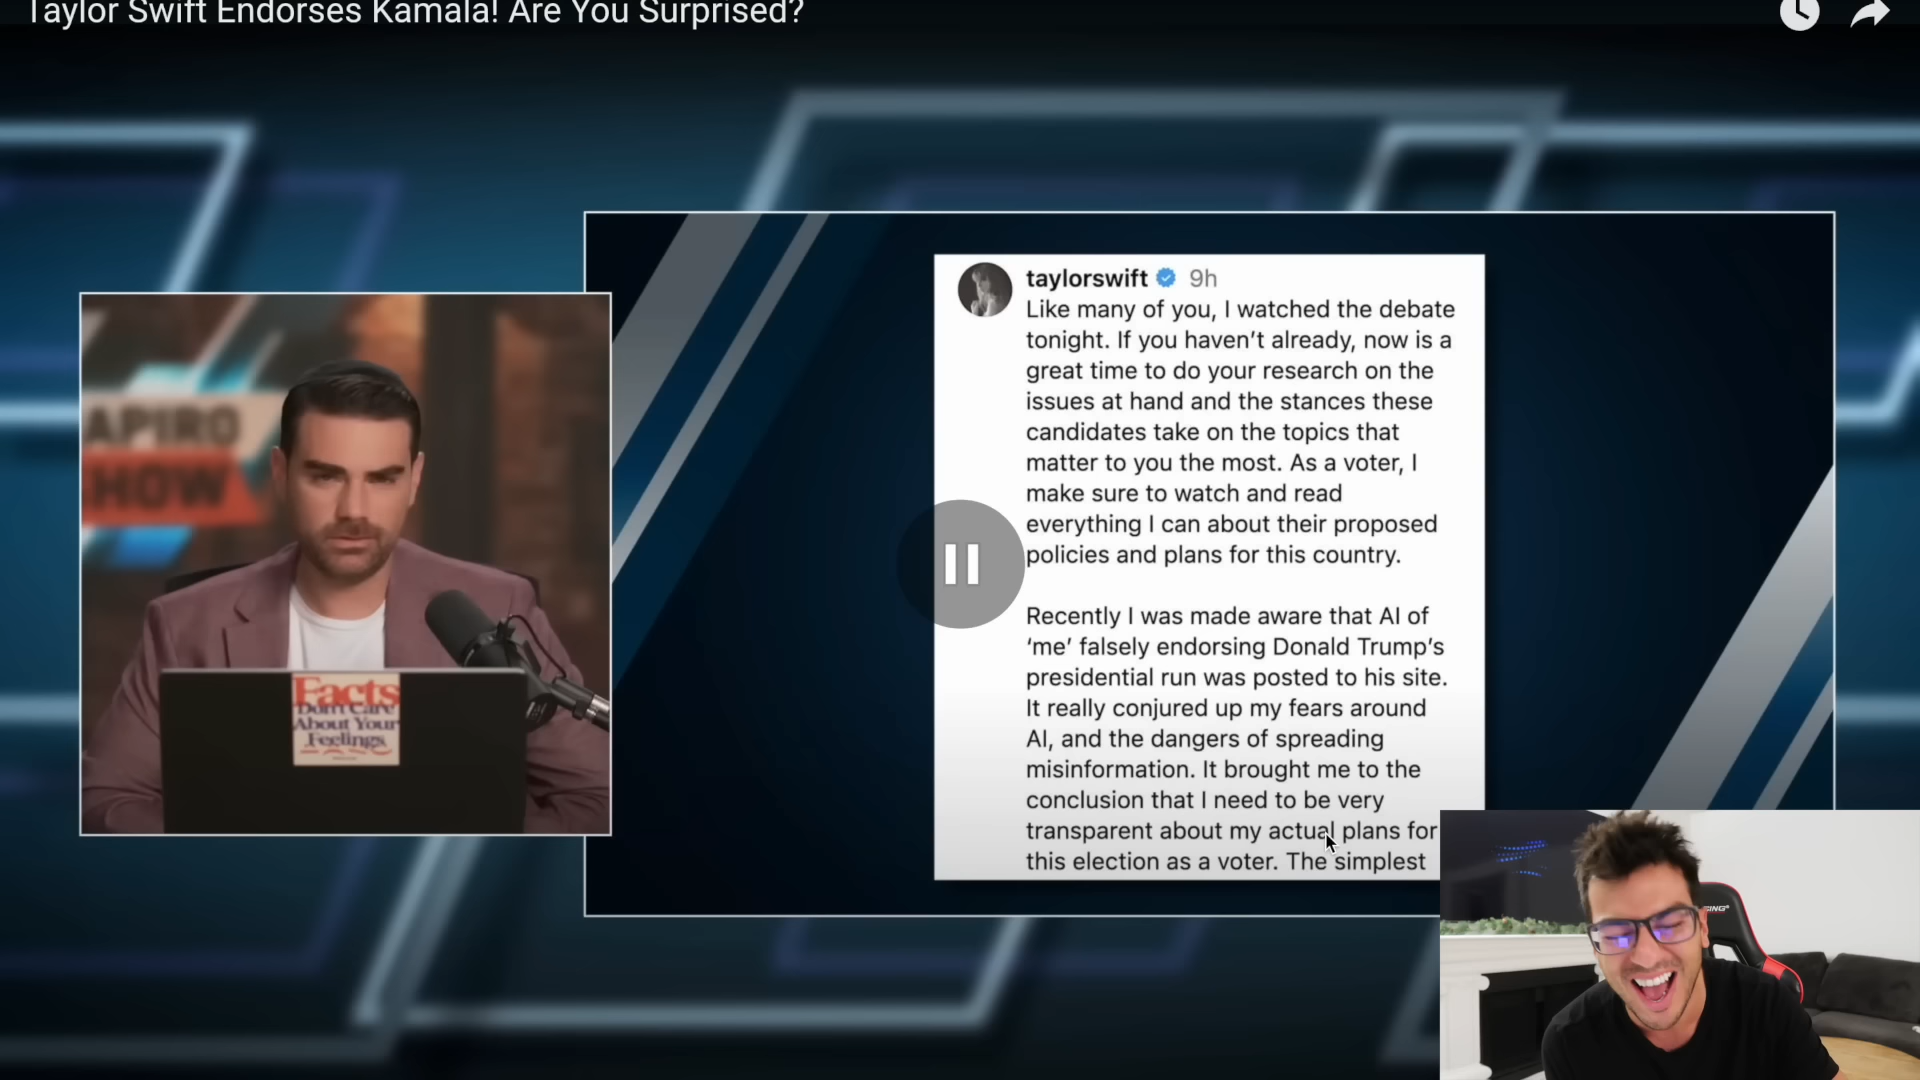 Taylor Swift Endorses Kamala! Are You Surprised?
taylorswift 9h
Like many of you, I watched the debate
tonight. If you haven't already, now is a
great time to do your research on the
issues at hand and the stances these
candidates take on the topics that
matter to you the most. As a voter, I
make sure to watch and read
everything I can about their proposed
policies and plans for this country.
Recently I was made aware that AI of
‘me’ falsely endorsing Donald Trump’s
presidential run was posted to his site.
It really conjured up my fears around
AI, and the dangers of spreading
misinformation. It brought me to the
conclusion that I need to be very
transparent about my actual plans for
this election as a voter. The simplest
APIRO
HOW
Facts
Don't Care
About Your
Feelings